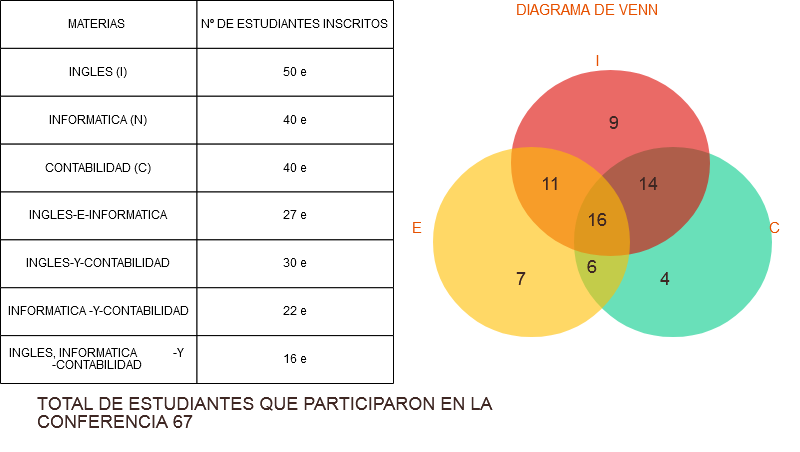 MATERIAS Nº DE ESTUDIANTES INSCRITOS
INGLES (I) 50 e
INFORMATICA (N) 40 e
CONTABILIDAD (C) 40 e
INGLES-E-INFORMATICA 27 e
INGLES-Y-CONTABILIDAD 30 e
INFORMATICA -Y-CONTABILIDAD 22 e
INGLES, INFORMATICA -Y
-CONTABILIDAD 16 e
DIAGRAMA DE VENN
I
9
11 14
16
E C
6
7 4
TOTAL DE ESTUDIANTES QUE PARTICIPARON EN LA
CONFERENCIA 67